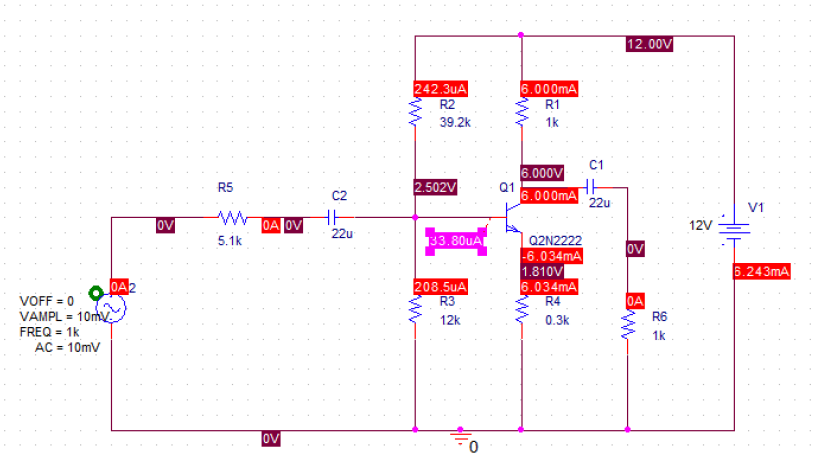 12.00V
242.3uA
6.000mA
R2
R1
39.2k
1k
C1
6.000V
R5
C2
2.502V
Q1
6.000mA
22u
V1
0V
0A
0V
22u
12V
5.1k
33.80uA
Q2N2222
0V
-6.034mA
1.810V
6.243mA
0A
2
208.5uA
6.034mA
VOFF = 0
R3
R4
0A
VAMPL = 10mV
12k
0.3k
R6
FREQ = 1k
1k
AC = 10mV
0V
0